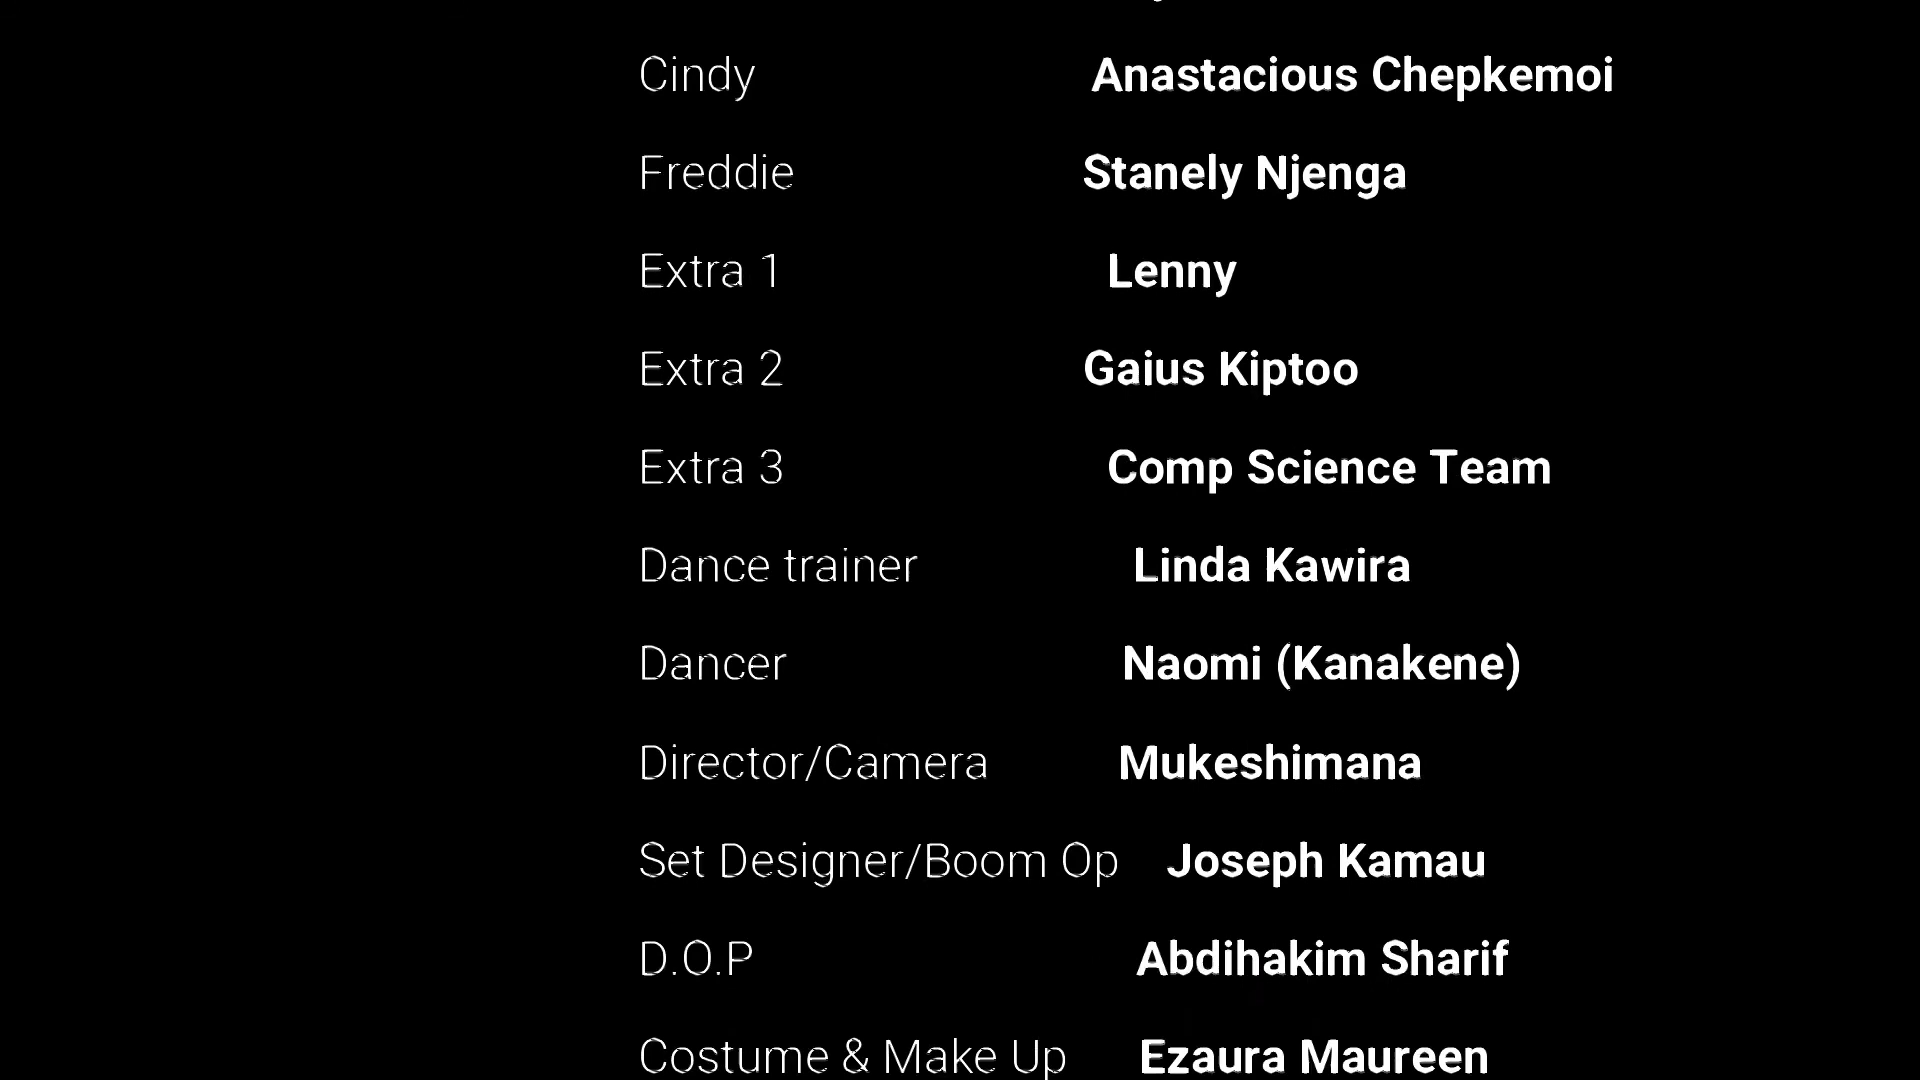 Cindy Anastacious Chepkemoi
Freddie Stanely Njenga
Extra 1 Lenny
Extra 2 Gaius Kiptoo
Extra 3 Comp Science Team
Dance trainer Linda Kawira
Dancer Naomi (Kanakene)
Director/Camera Mukeshimana
Set Designer/Boom Op Joseph Kamau
D.O.P Abdihakim Sharif
Costume & Make Up Ezaura Maureen